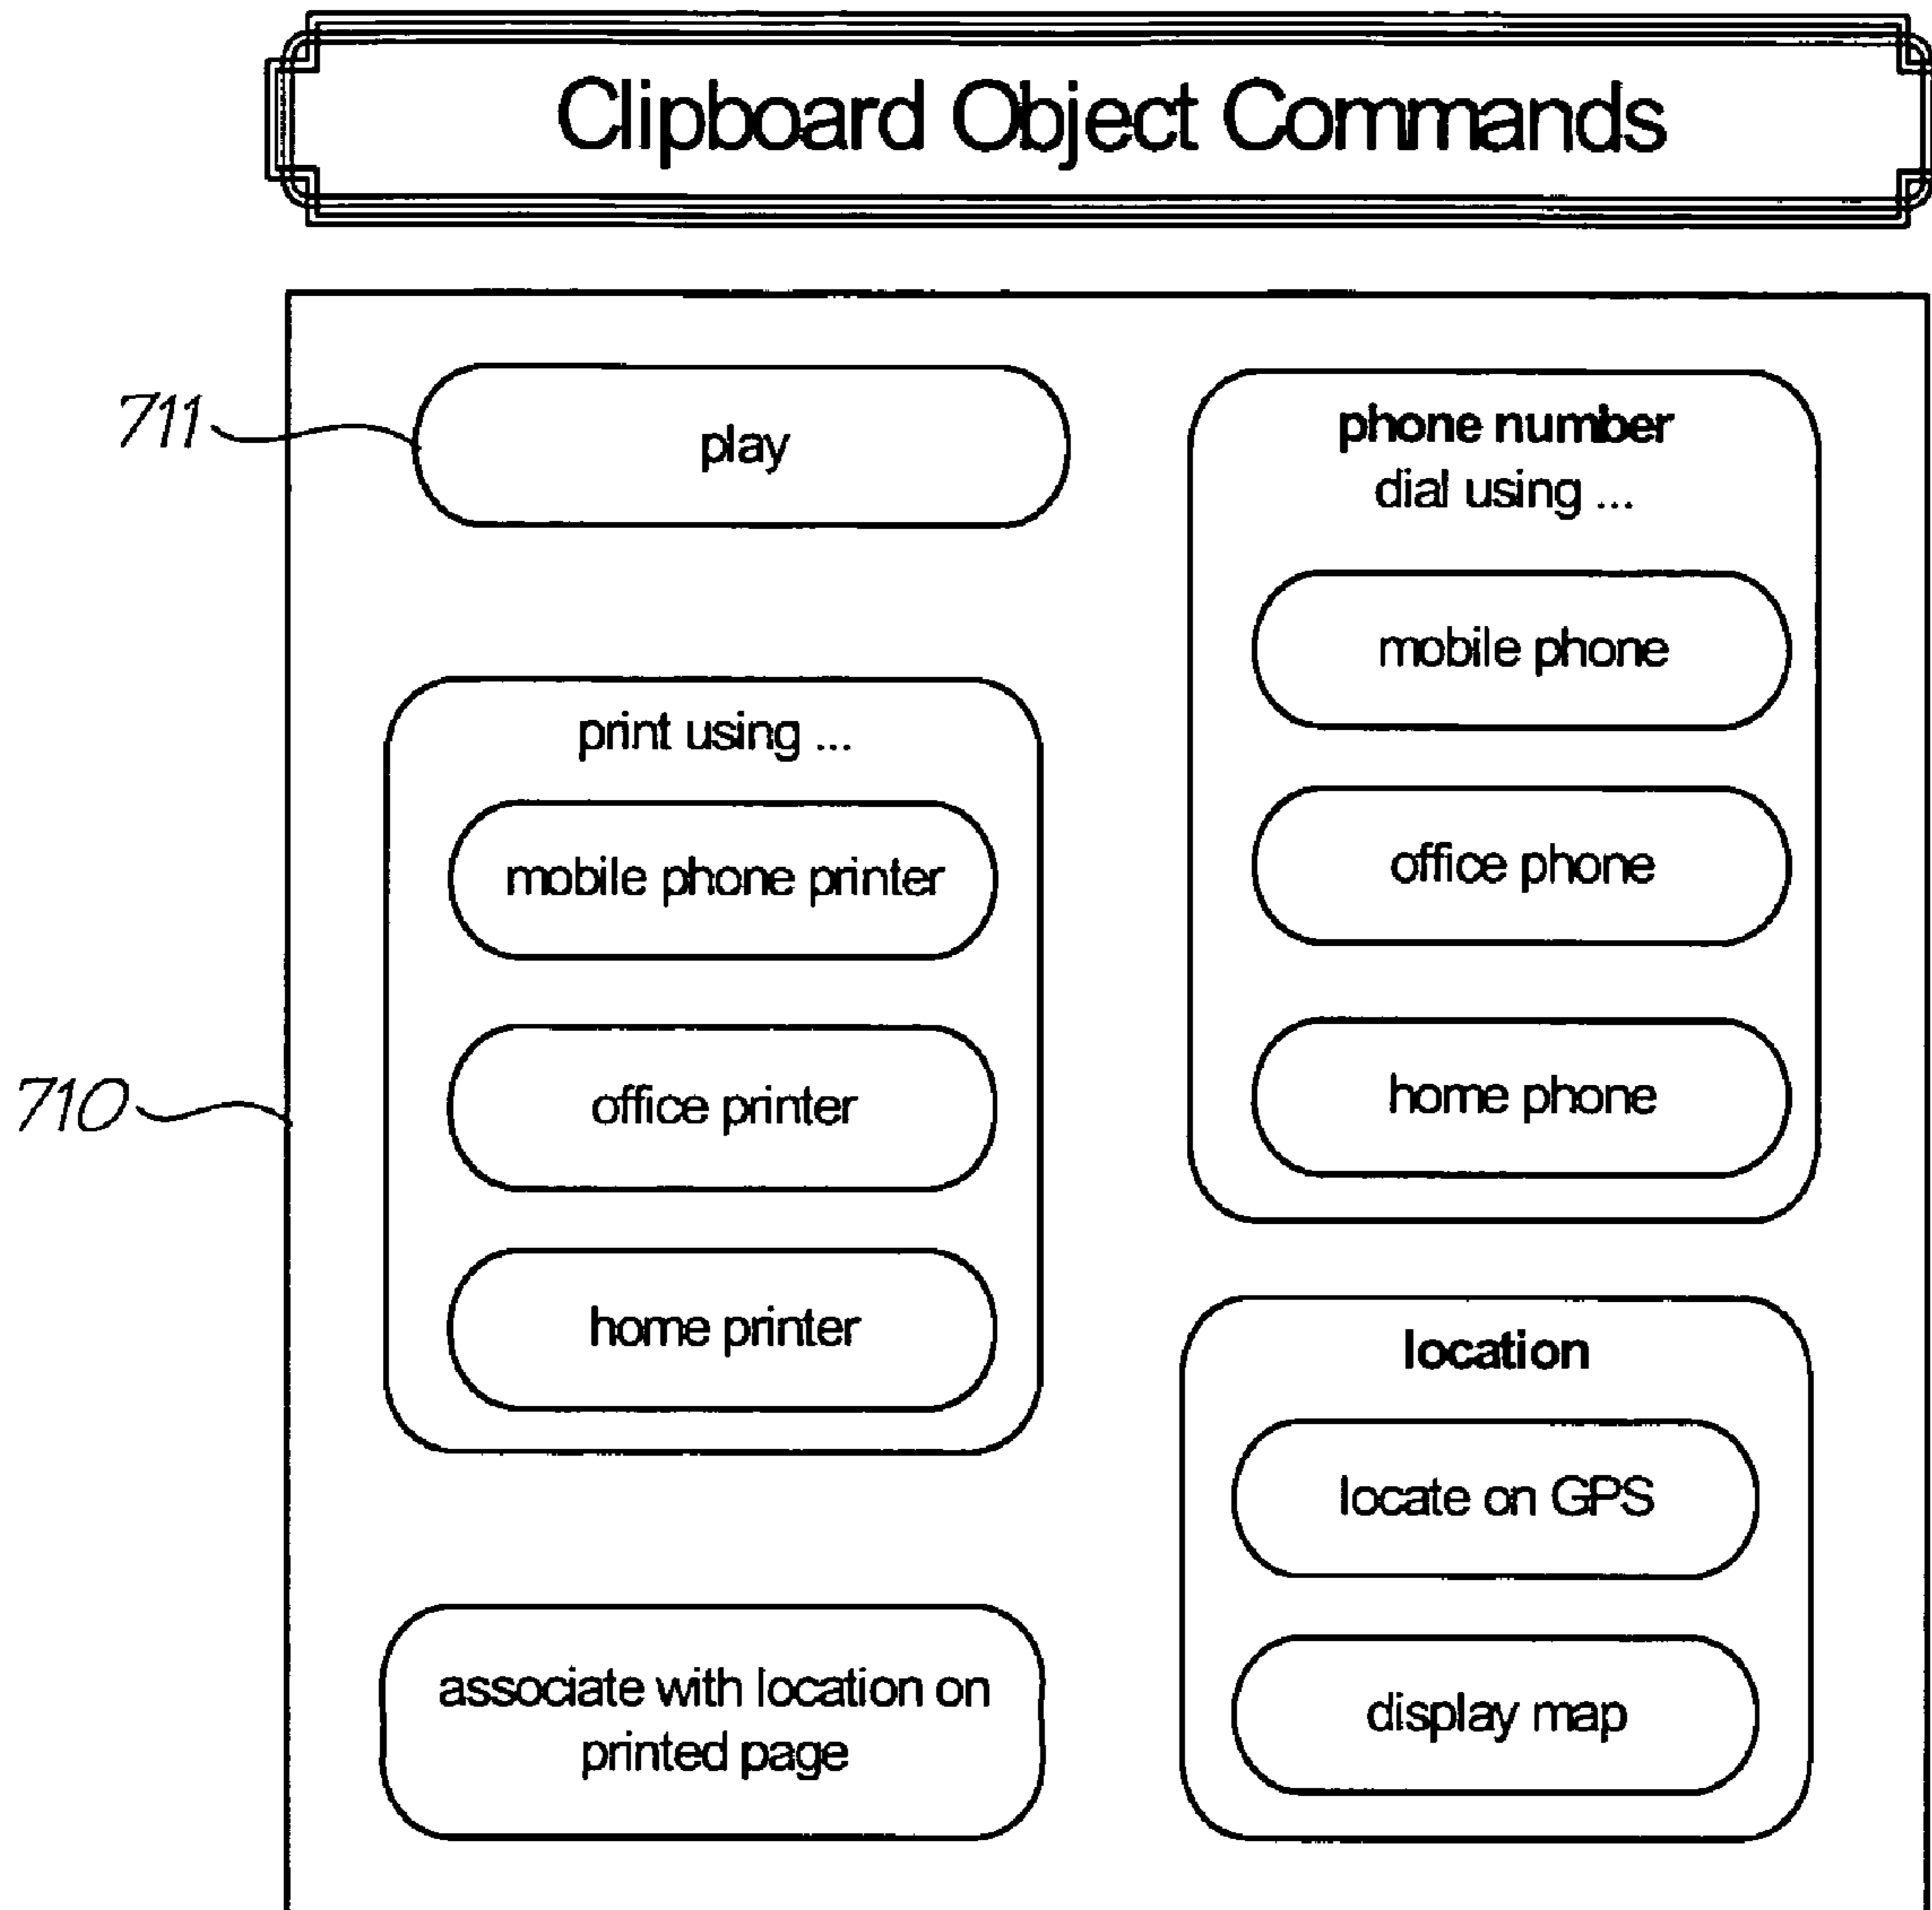 Clipboard Object Commands
711
play
print using ...
mobile phone printer
office printer
home printer
710
associate with location on
printed page
phone number
dial using ...
mobile phone
office phone
home phone
location
locate on GPS
display map